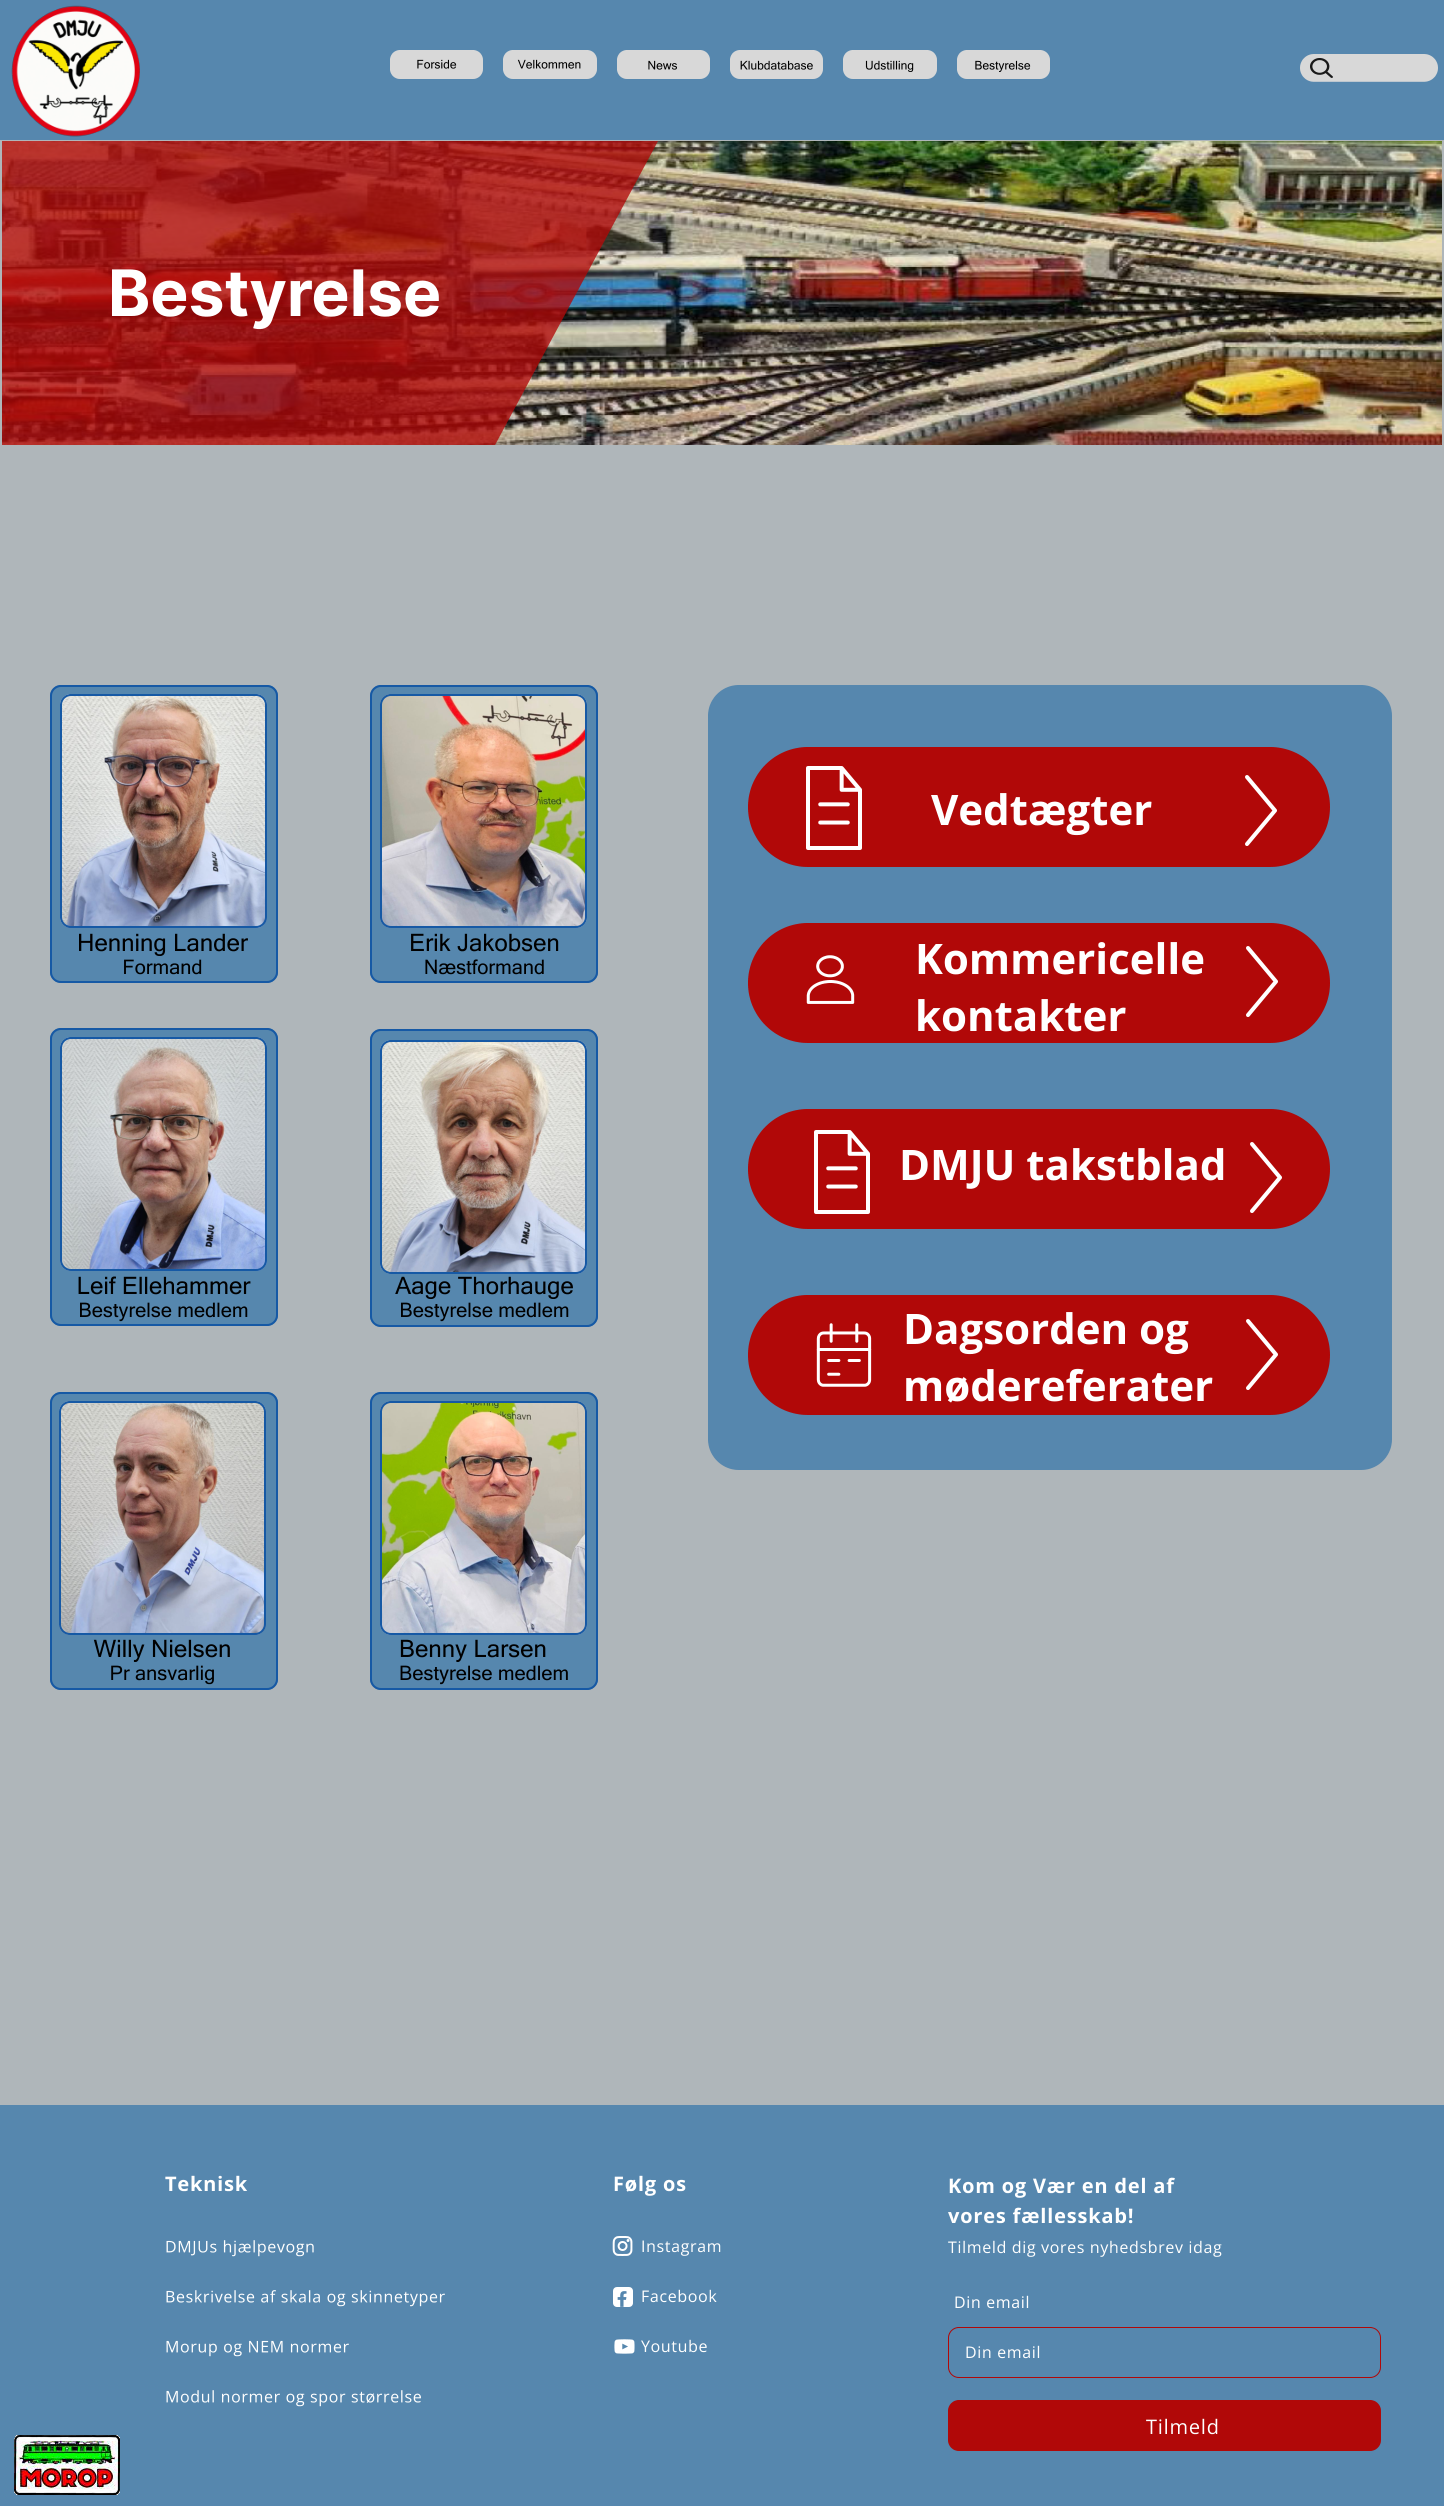 DMJU
Forside
Velkommen
News
Klubdatabase
Udstilling
Bestyrelse
Bestyrelse
DMJU
Henning Lander
Formand
Erik Jakobsen
Næstformand
DMJU
Leif Ellehammer
Bestyrelse medlem
DMJU
Aage Thorhauge
Bestyrelse medlem
DMJU
Willy Nielsen
Pr ansvarlig
Benny Larsen
Bestyrelse medlem
Vedtægter
Kommericelle
kontakter
DMJU takstblad
Dagsorden og
mødereferater
Teknisk
DMJUs hjælpevogn
Beskrivelse af skala og skinnetyper
Morup og NEM normer
Modul normer og spor størrelse
MOROP
Følg os
Instagram
Facebook
Youtube
Kom og Vær en del af
vores fællesskab!
Tilmeld dig vores nyhedsbrev idag
Din email
Din email
Tilmeld